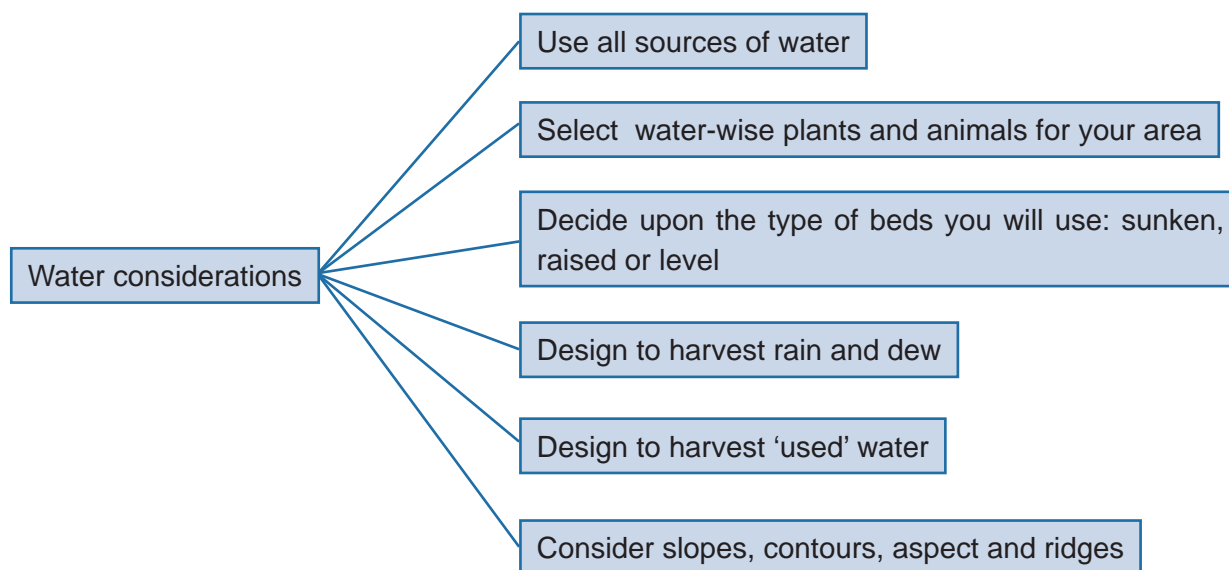 Use all sources of water
Select water-wise plants and animals for your area
Decide upon the type of beds you will use: sunken,
raised or level
Water considerations
Design to harvest rain and dew
Design to harvest ‘used’ water
Consider slopes, contours, aspect and ridges